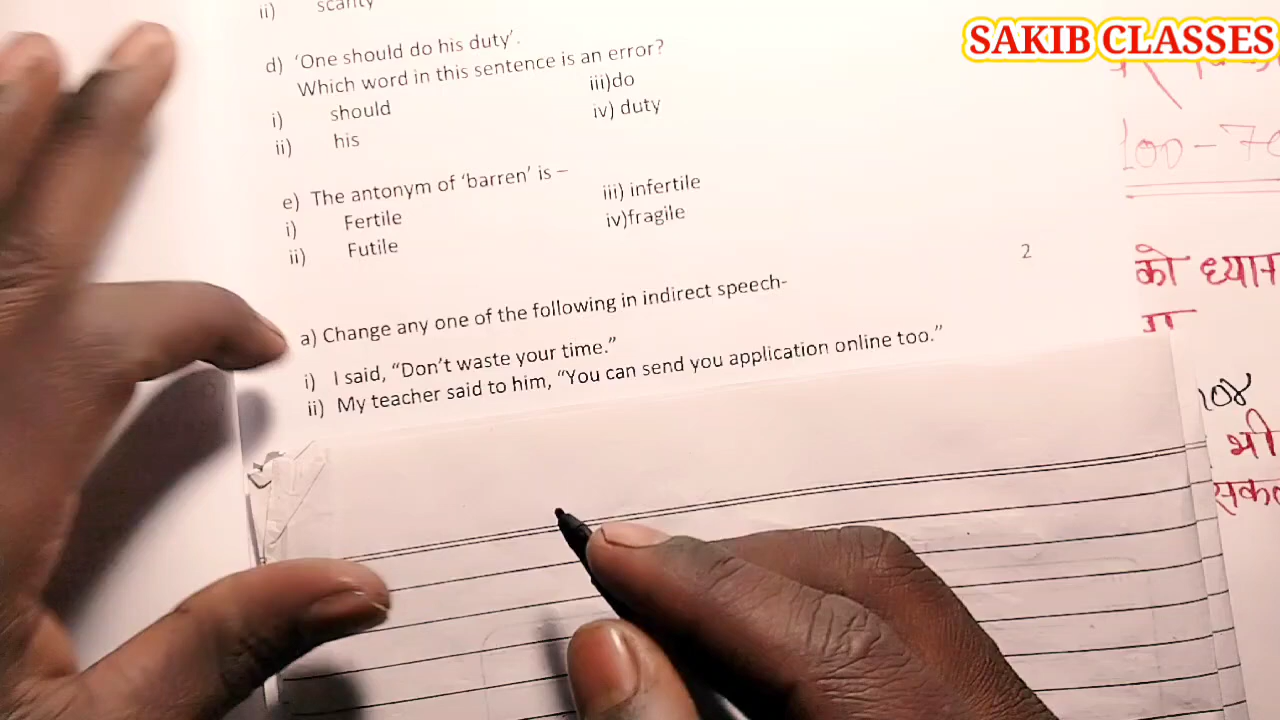 ii) scanty
SAKIB CLASSES
d) ‘One should do his duty’.
Which word in this sentence is an error?
i) should iii)do
ii) his iv) duty
100-70
e) The antonym of ‘barren’ is –
i) Fertile iii) infertile
ii) Futile iv)fragile
2
को ध्यान
a) Change any one of the following in indirect speech-
i) I said, “Don’t waste your time.”
ii) My teacher said to him, “You can send you application online too.”
भी